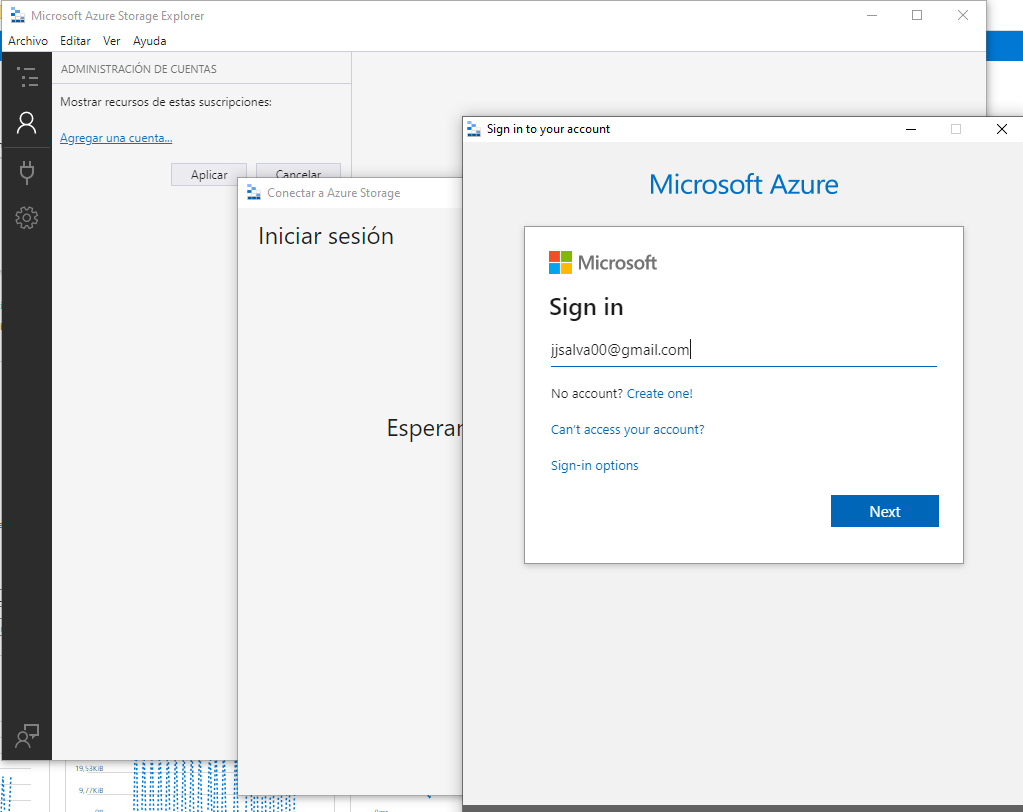 Microsoft Azure Storage Explorer
Archivo Editar Ver Ayuda
ADMINISTRACIÓN DE CUENTAS
Mostrar recursos de estas suscripciones:
Agregar una cuenta...
Aplicar Cancelar
Conectar a Azure Storage
Iniciar sesión
Esperar
Sign in to your account
Microsoft Azure
Microsoft
Sign in
jjsalva00@gmail.com
No account? Create one!
Can't access your account?
Sign-in options
Next
19,53KiB
9,77KiB